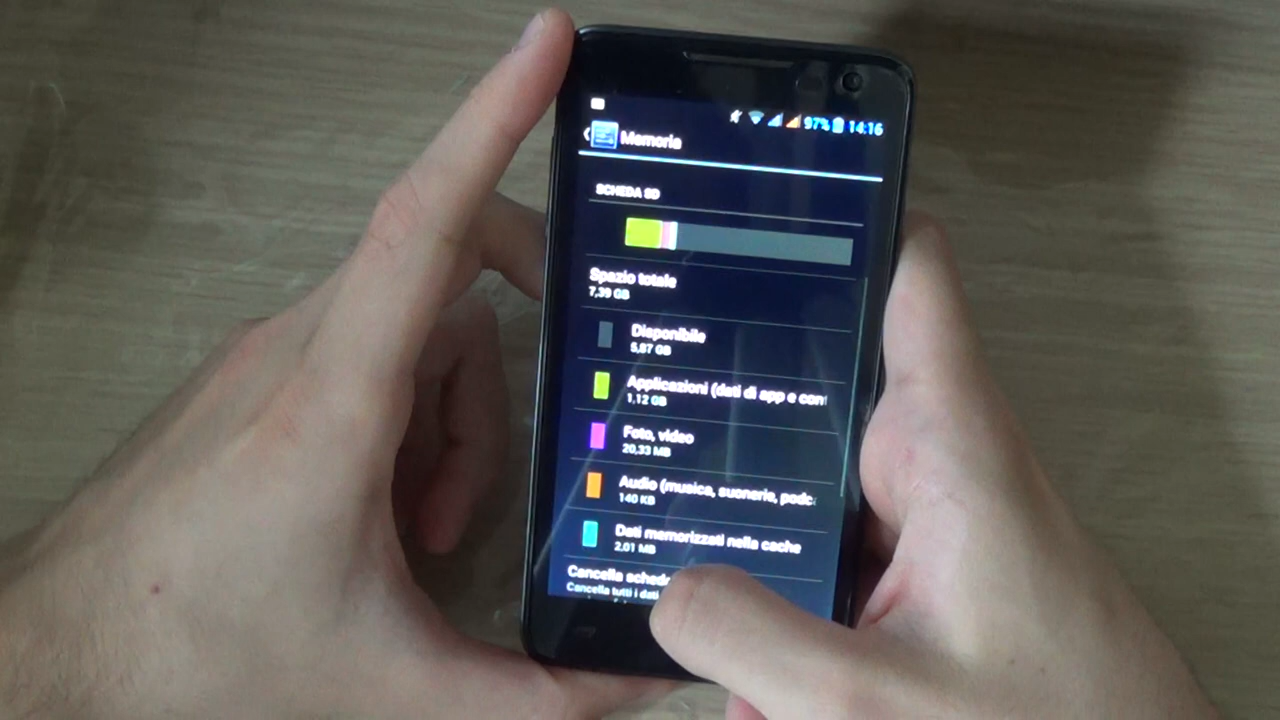 97% 14:16
Memoria
SCHEDA SD
Spazio totale
7,39 GB
Disponibile
5,87 GB
Applicazioni (dati di app e con
1,12 GB
Foto, video
20,33 MB
Audio (musica, suonerie, podc
140 KB
Dati memorizzati nella cache
2,01 MB
Cancella sched
Cancella tutti i dati